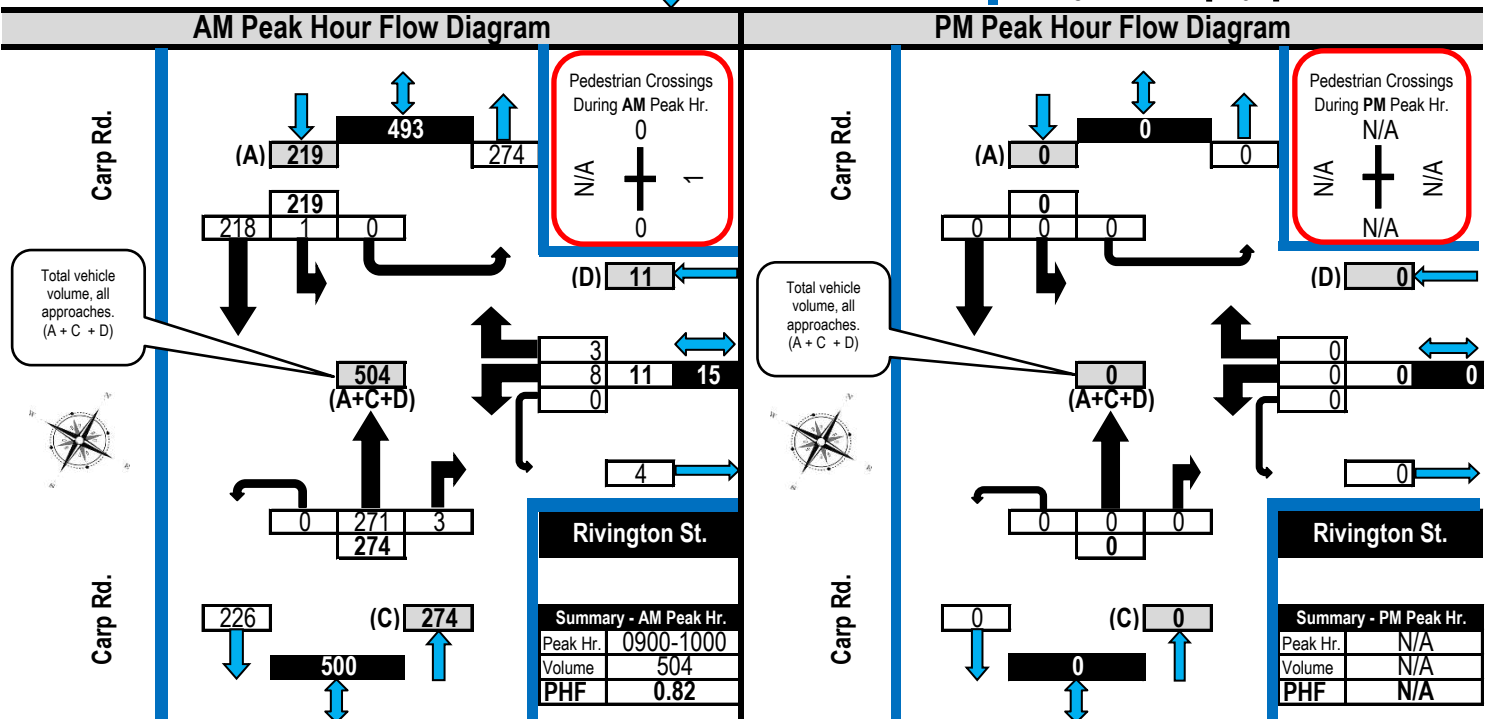 AM Peak Hour Flow Diagram
Carp Rd.
493
(A) 219
274
Pedestrian Crossings
During AM Peak Hr.
0
N/A
1
0
219
218 1 0
Total vehicle
volume, all
approaches.
(A + C + D)
(D) 11
3
8 11 15
0
504
(A+C+D)
4
0 271 3
274
Rivington St.
Carp Rd.
226
(C) 274
500
Summary - AM Peak Hr.
Peak Hr. 0900-1000
Volume 504
PHF 0.82
PM Peak Hour Flow Diagram
Carp Rd.
0
(A) 0
0
Pedestrian Crossings
During PM Peak Hr.
N/A
N/A
N/A
N/A
0
0 0 0
Total vehicle
volume, all
approaches.
(A + C + D)
(D) 0
0
0 0 0
0
0
(A+C+D)
0
0 0 0
0
Rivington St.
Carp Rd.
0
(C) 0
0
Summary - PM Peak Hr.
Peak Hr. N/A
Volume N/A
PHF N/A